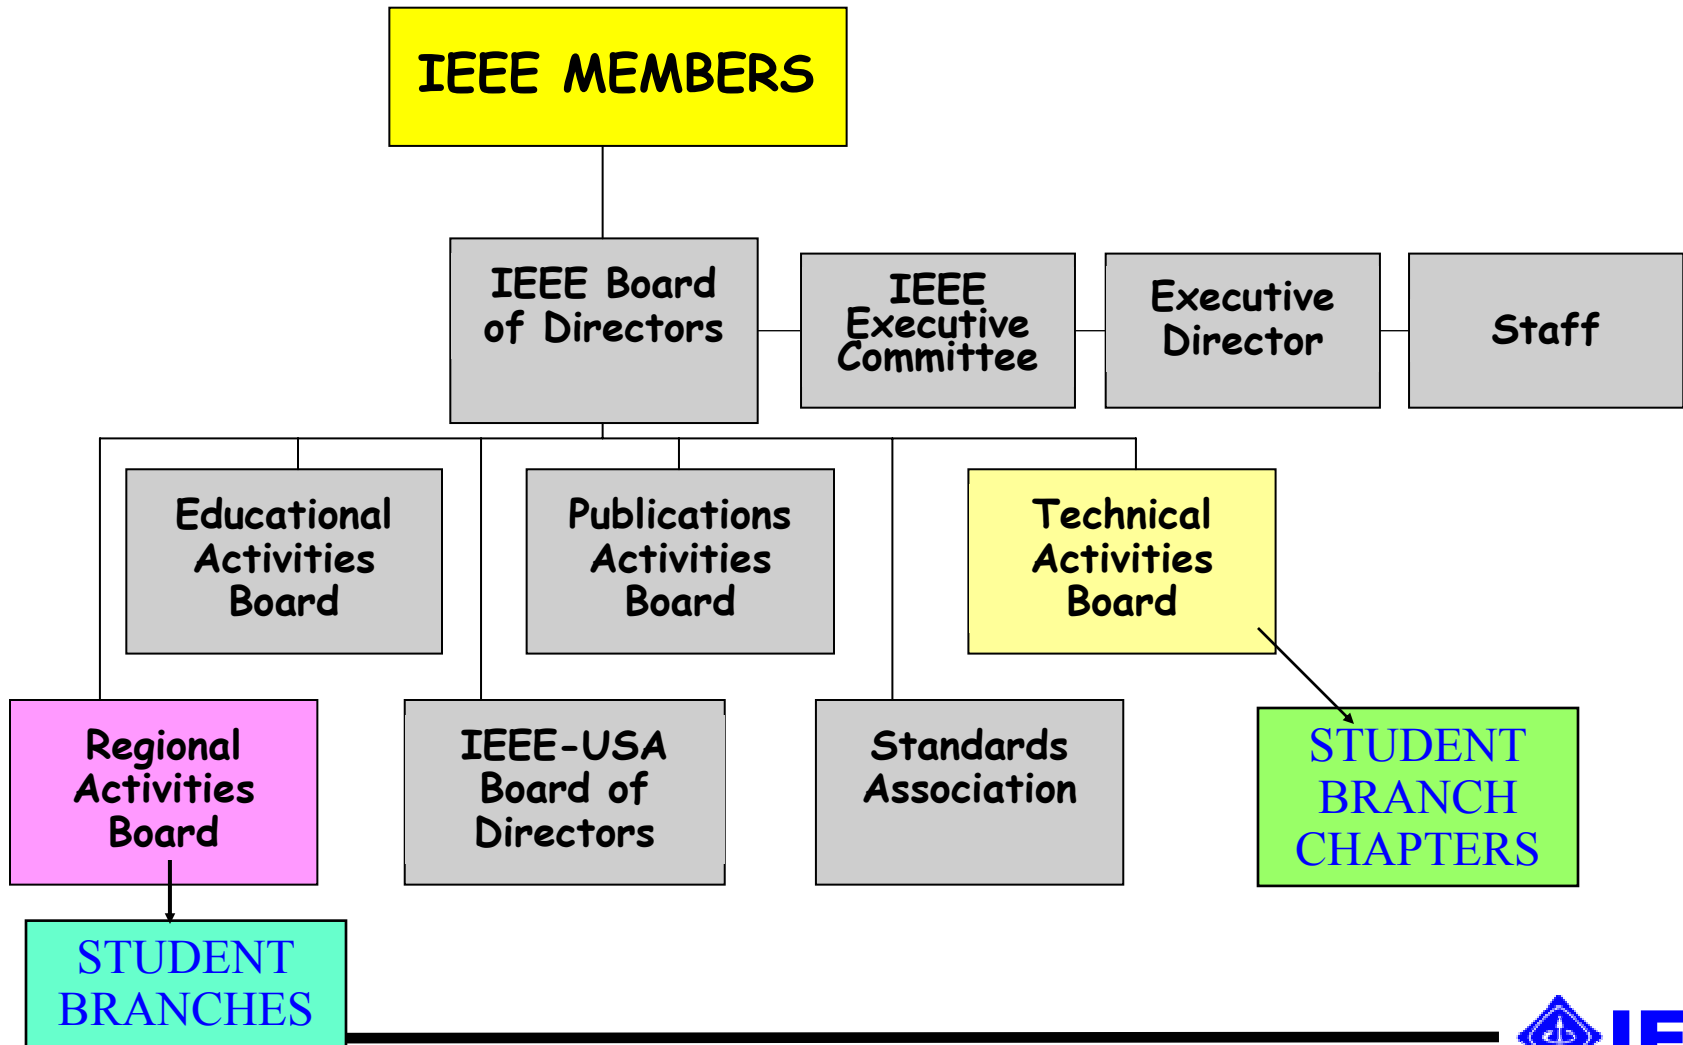 IEEE MEMBERS
IEEE Board
of Directors
IEEE
Executive
Committee
Executive
Director
Staff
Educational
Activities
Board
Publications
Activities
Board
Technical
Activities
Board
Regional
Activities
Board
IEEE-USA
Board of
Directors
Standards
Association
STUDENT
BRANCH
CHAPTERS
STUDENT
BRANCHES